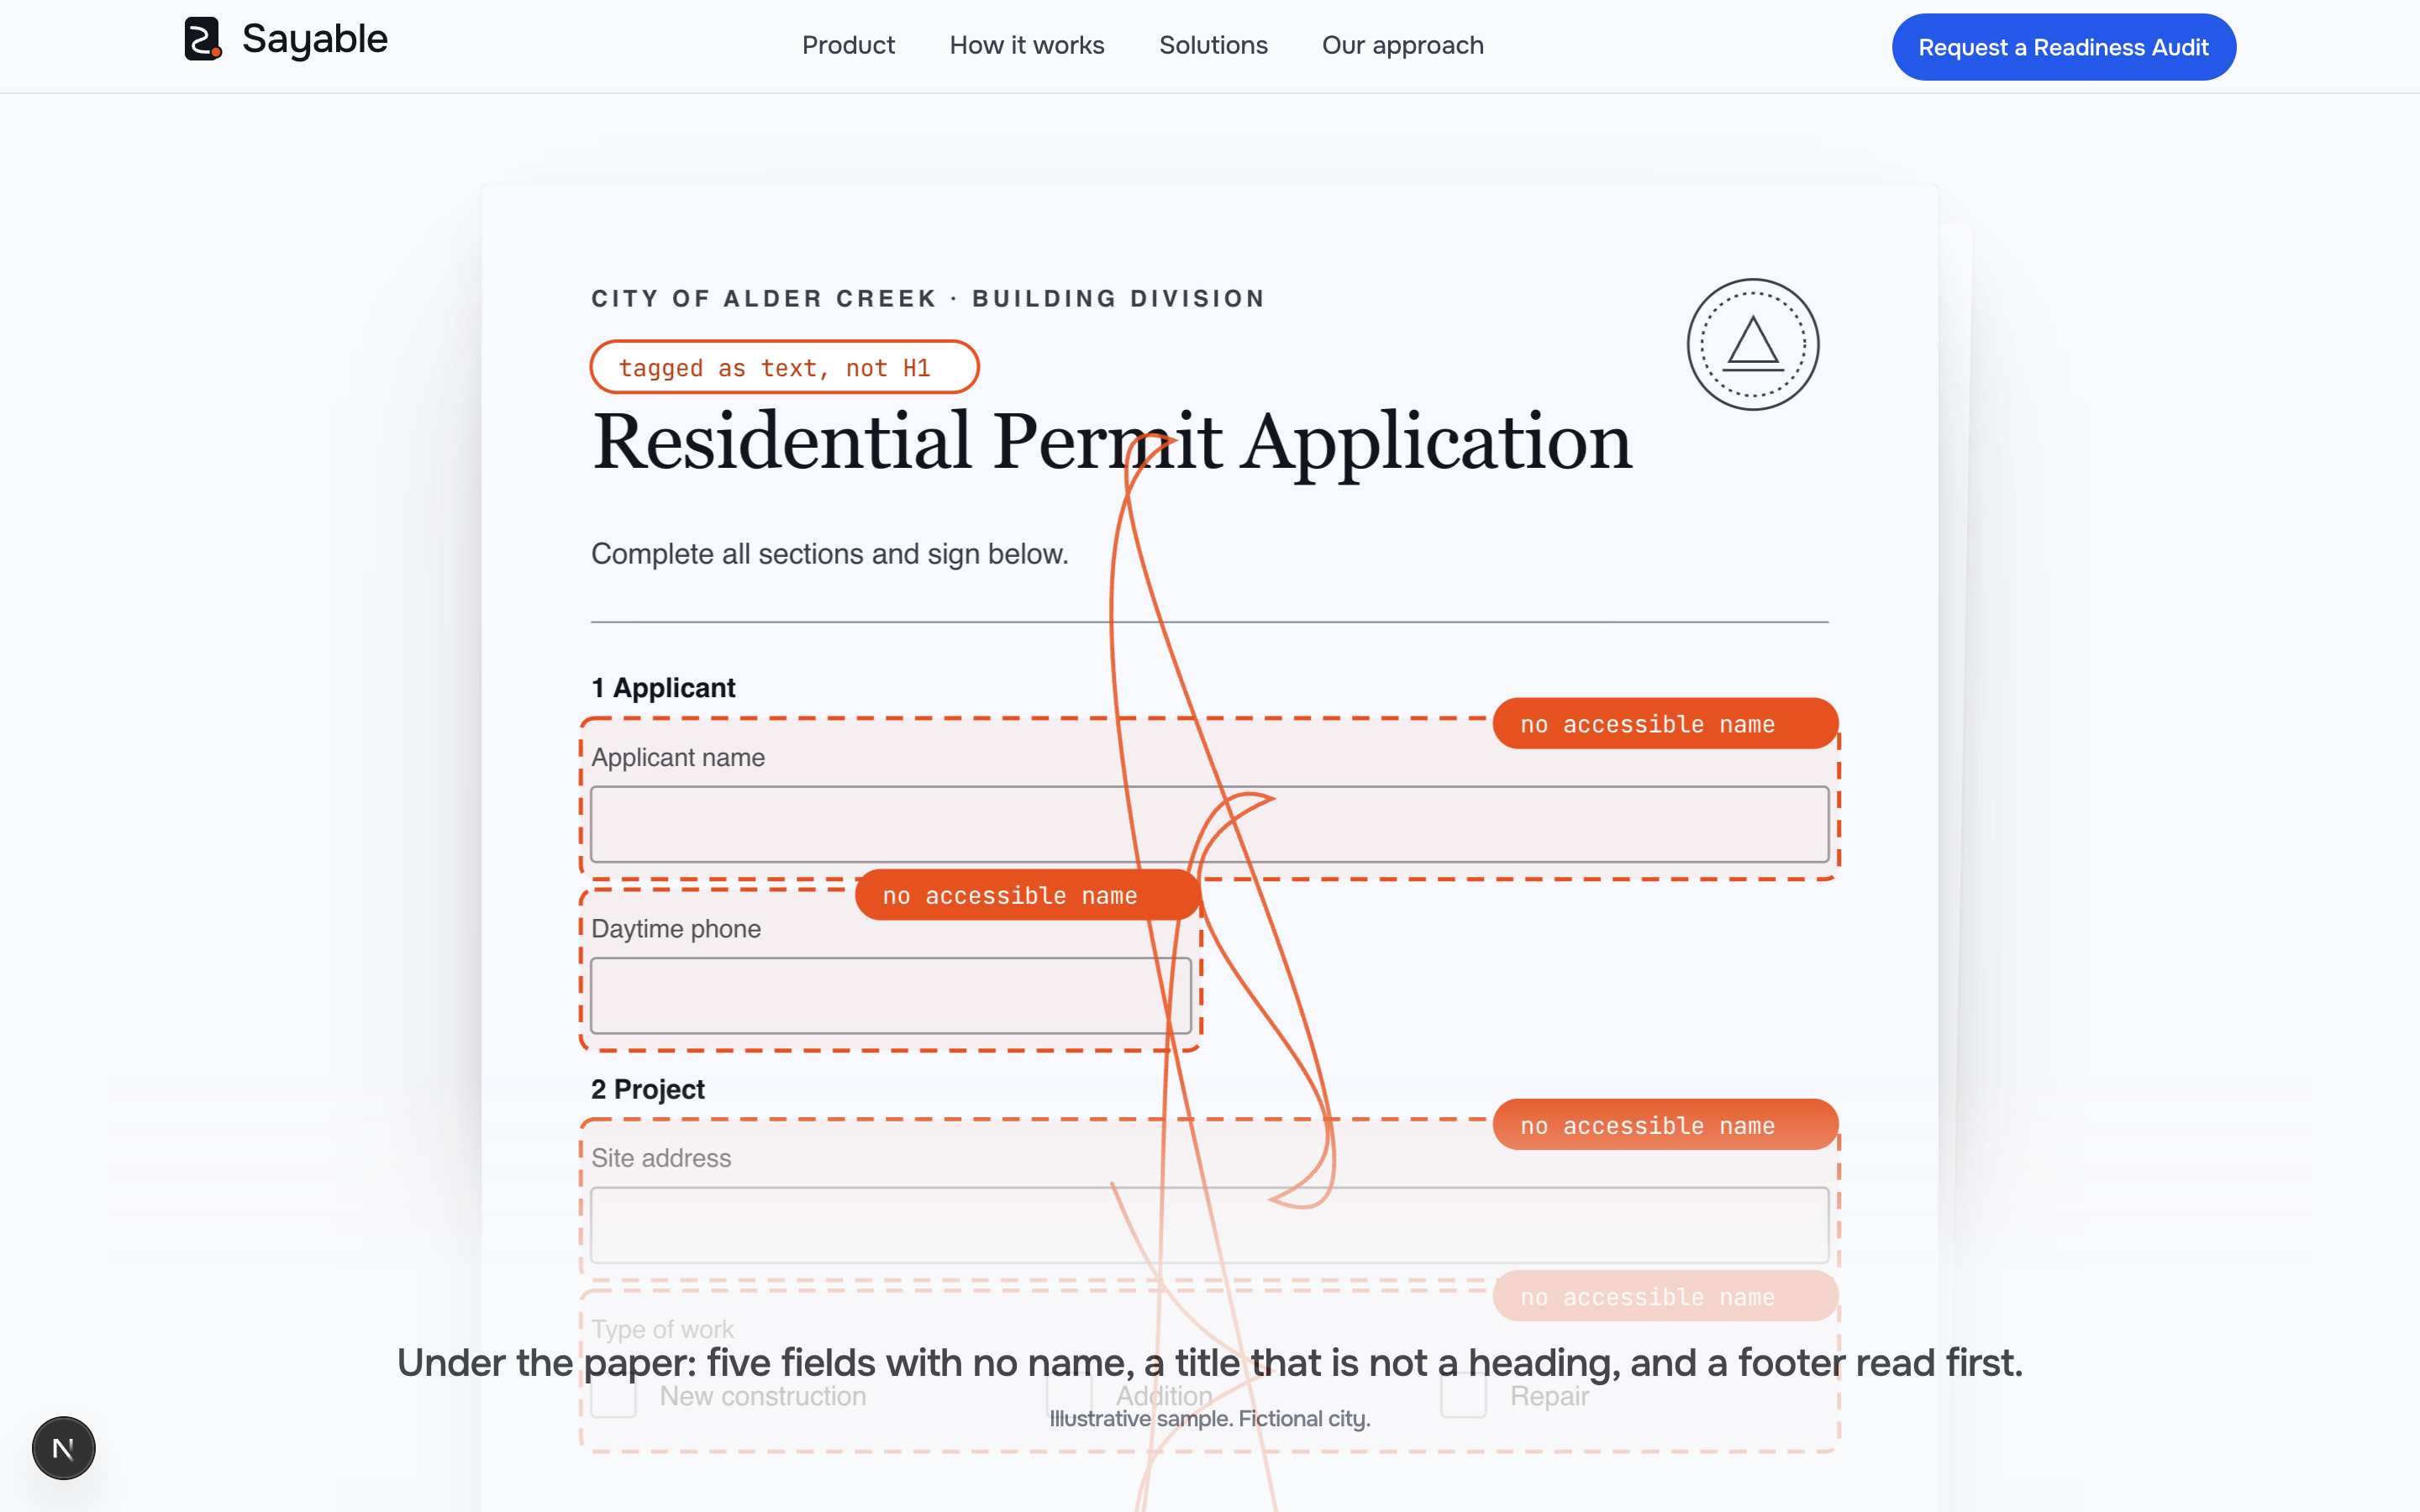 Sayable
Product
How it works
Solutions
Our approach
Request a Readiness Audit
CITY OF ALDER CREEK · BUILDING DIVISION
tagged as text, not H1
Residential Permit Application
Complete all sections and sign below.
1 Applicant
no accessible name
Applicant name
no accessible name
Daytime phone
2 Project
no accessible name
Site address
no accessible name
Type of work
Under the paper: five fields with no name, a title that is not a heading, and a footer read first.
New construction
Addition
Repair
Illustrative sample. Fictional city.
N